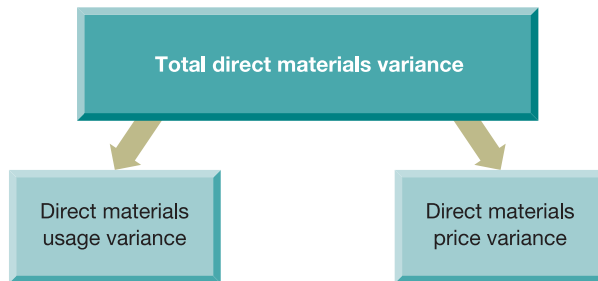 Total direct materials variance
Direct materials
usage variance
Direct materials
price variance